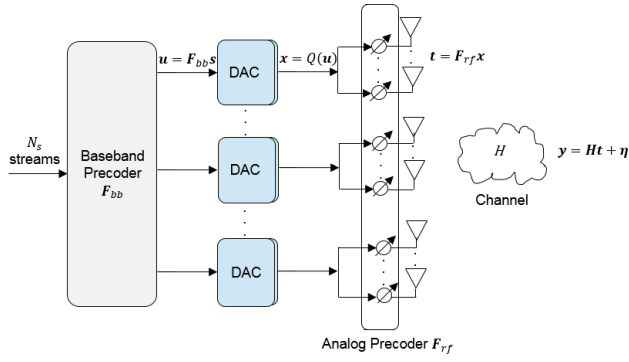 u = F_bb s
x = Q(u)
t = F_rf x
DAC
N_s
streams
Baseband
Precoder
F_bb
DAC
H
y = Ht + η
Channel
DAC
Analog Precoder F_rf